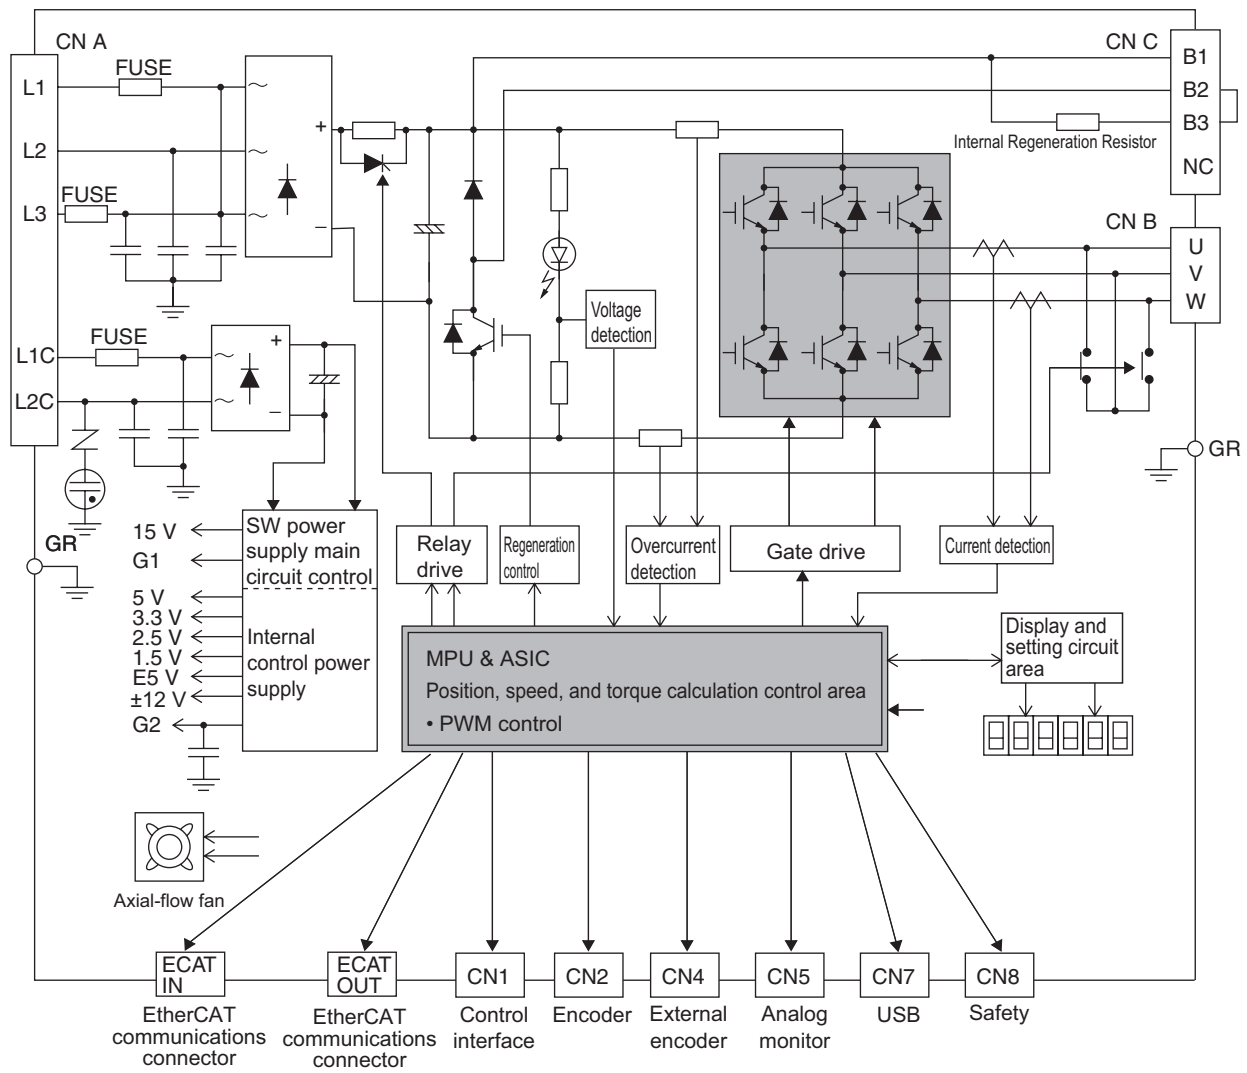 CN A
CN C
FUSE
L1
B1
B2
B3
L2
Internal Regeneration Resistor
NC
FUSE
L3
CN B
U
V
W
+
−
Voltage
detection
FUSE
L1C
L2C
+
−
GR
GR
15 V
G1
5 V
3.3 V
2.5 V
1.5 V
E5 V
±12 V
G2
SW power
supply main
circuit control
Internal
control power
supply
Relay
drive
Regeneration
control
Overcurrent
detection
Gate drive
Current detection
MPU & ASIC
Position, speed, and torque calculation control area
• PWM control
Display and
setting circuit
area
Axial-flow fan
ECAT
IN
ECAT
OUT
CN1
CN2
CN4
CN5
CN7
CN8
EtherCAT
communications
connector
EtherCAT
communications
connector
Control
interface
Encoder
External
encoder
Analog
monitor
USB
Safety